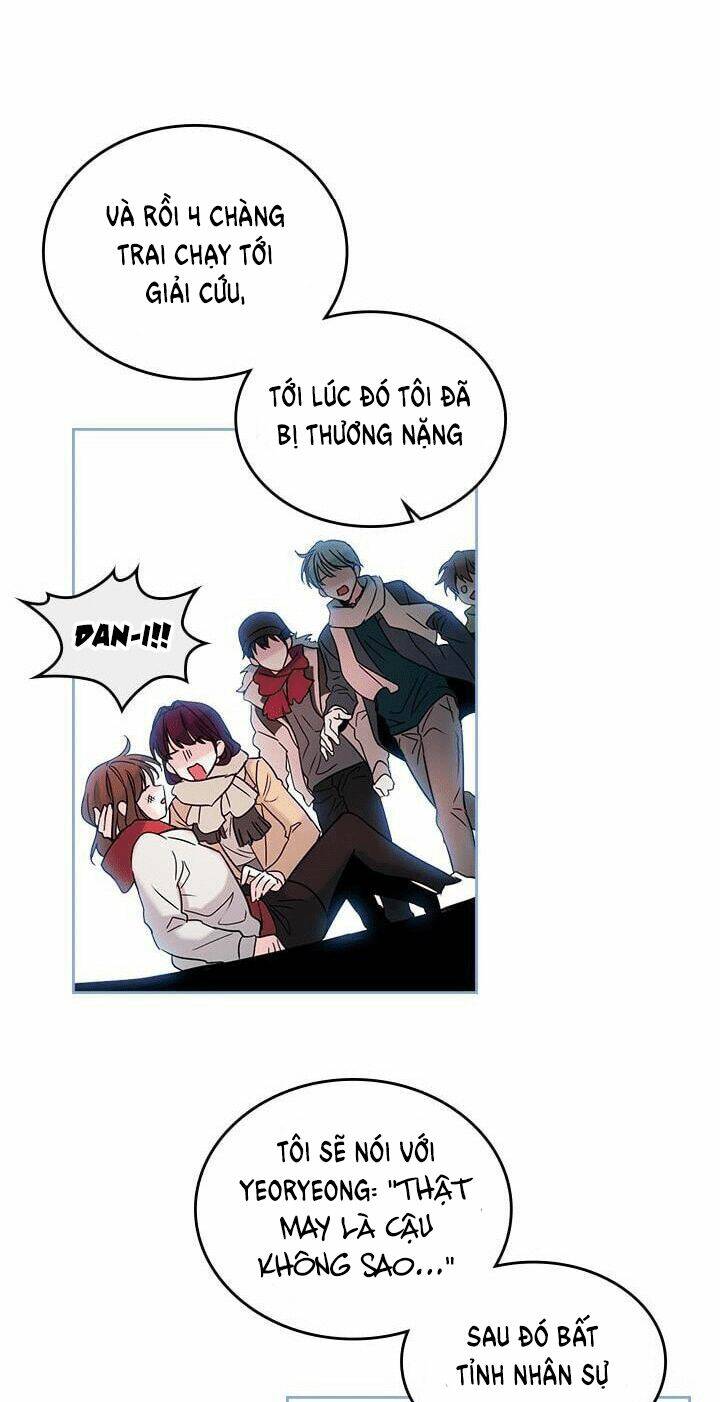 VÀ RỒI 4 CHÀNG
TRAI CHẠY TỚI
GIẢI CỨU,
TỚI LÚC ĐÓ TÔI ĐÃ
BỊ THƯƠNG NẶNG
DAN-I!!
TÔI SẼ NÓI VỚI
YEORYEONG: "THẬT
MAY LÀ CẬU
KHÔNG SAO..."
SAU ĐÓ BẤT
TỈNH NHÂN SỰ